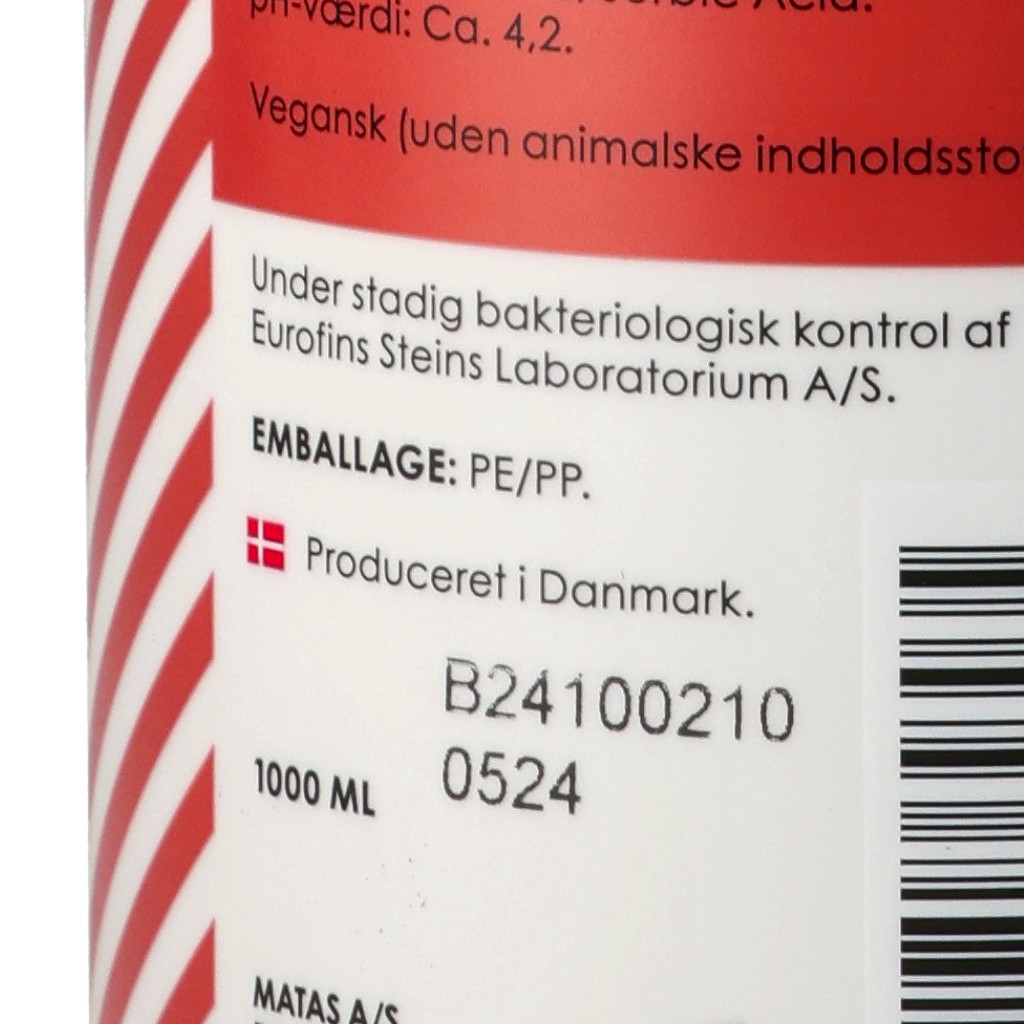 pH-værdi: Ca. 4,2.
Vegansk (uden animalske
Under stadig bakteriologisk kontrol af
Eurofins Steins Laboratorium A/S.
EMBALLAGE: PE/PP.
Produceret i Danmark.
B24100210
0524
1000 ML
MATAS A/S